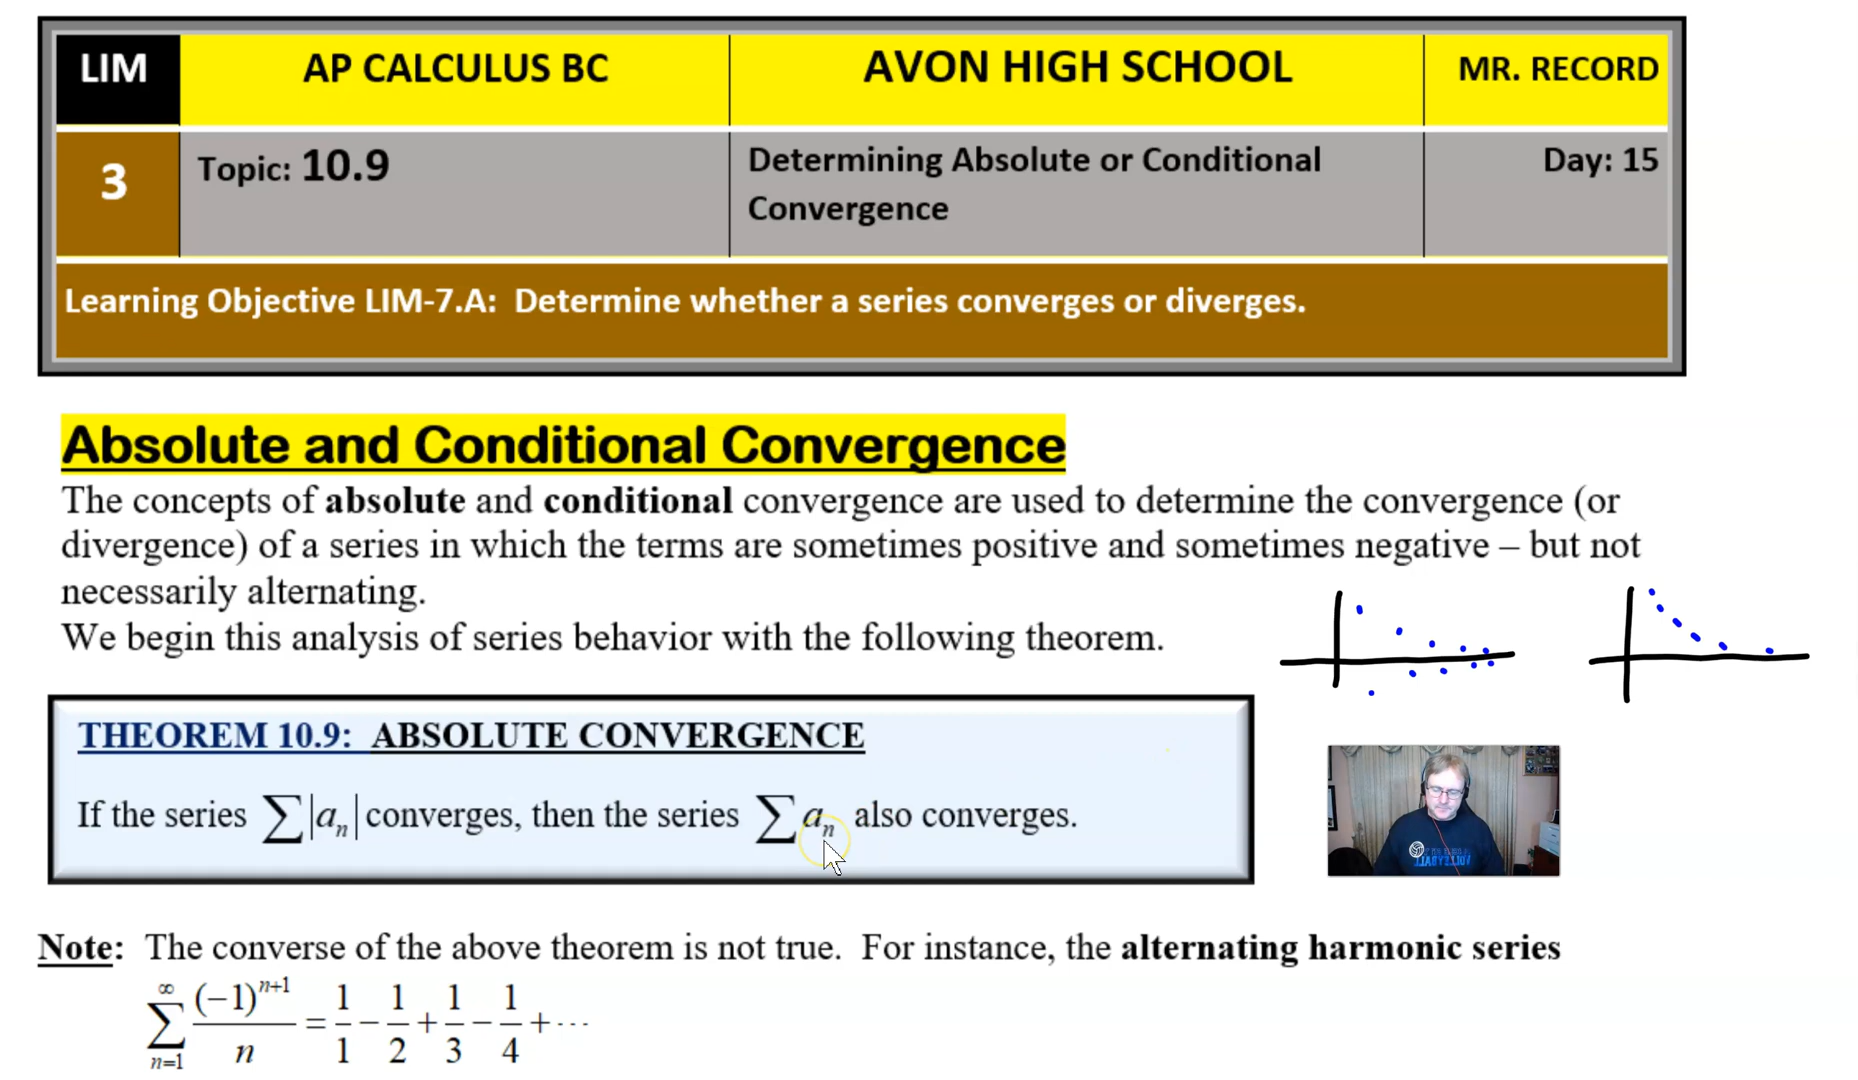 LIM AP CALCULUS BC AVON HIGH SCHOOL MR. RECORD
3 Topic: 10.9 Determining Absolute or Conditional Day: 15
Convergence
Learning Objective LIM-7.A: Determine whether a series converges or diverges.
Absolute and Conditional Convergence
The concepts of absolute and conditional convergence are used to determine the convergence (or
divergence) of a series in which the terms are sometimes positive and sometimes negative – but not
necessarily alternating.
We begin this analysis of series behavior with the following theorem.
THEOREM 10.9: ABSOLUTE CONVERGENCE
If the series ∑|aₙ| converges, then the series ∑aₙ also converges.
Note: The converse of the above theorem is not true. For instance, the alternating harmonic series
∑_{n=1}^{∞} (−1)^{n+1}/n = 1/1 − 1/2 + 1/3 − 1/4 + ⋯